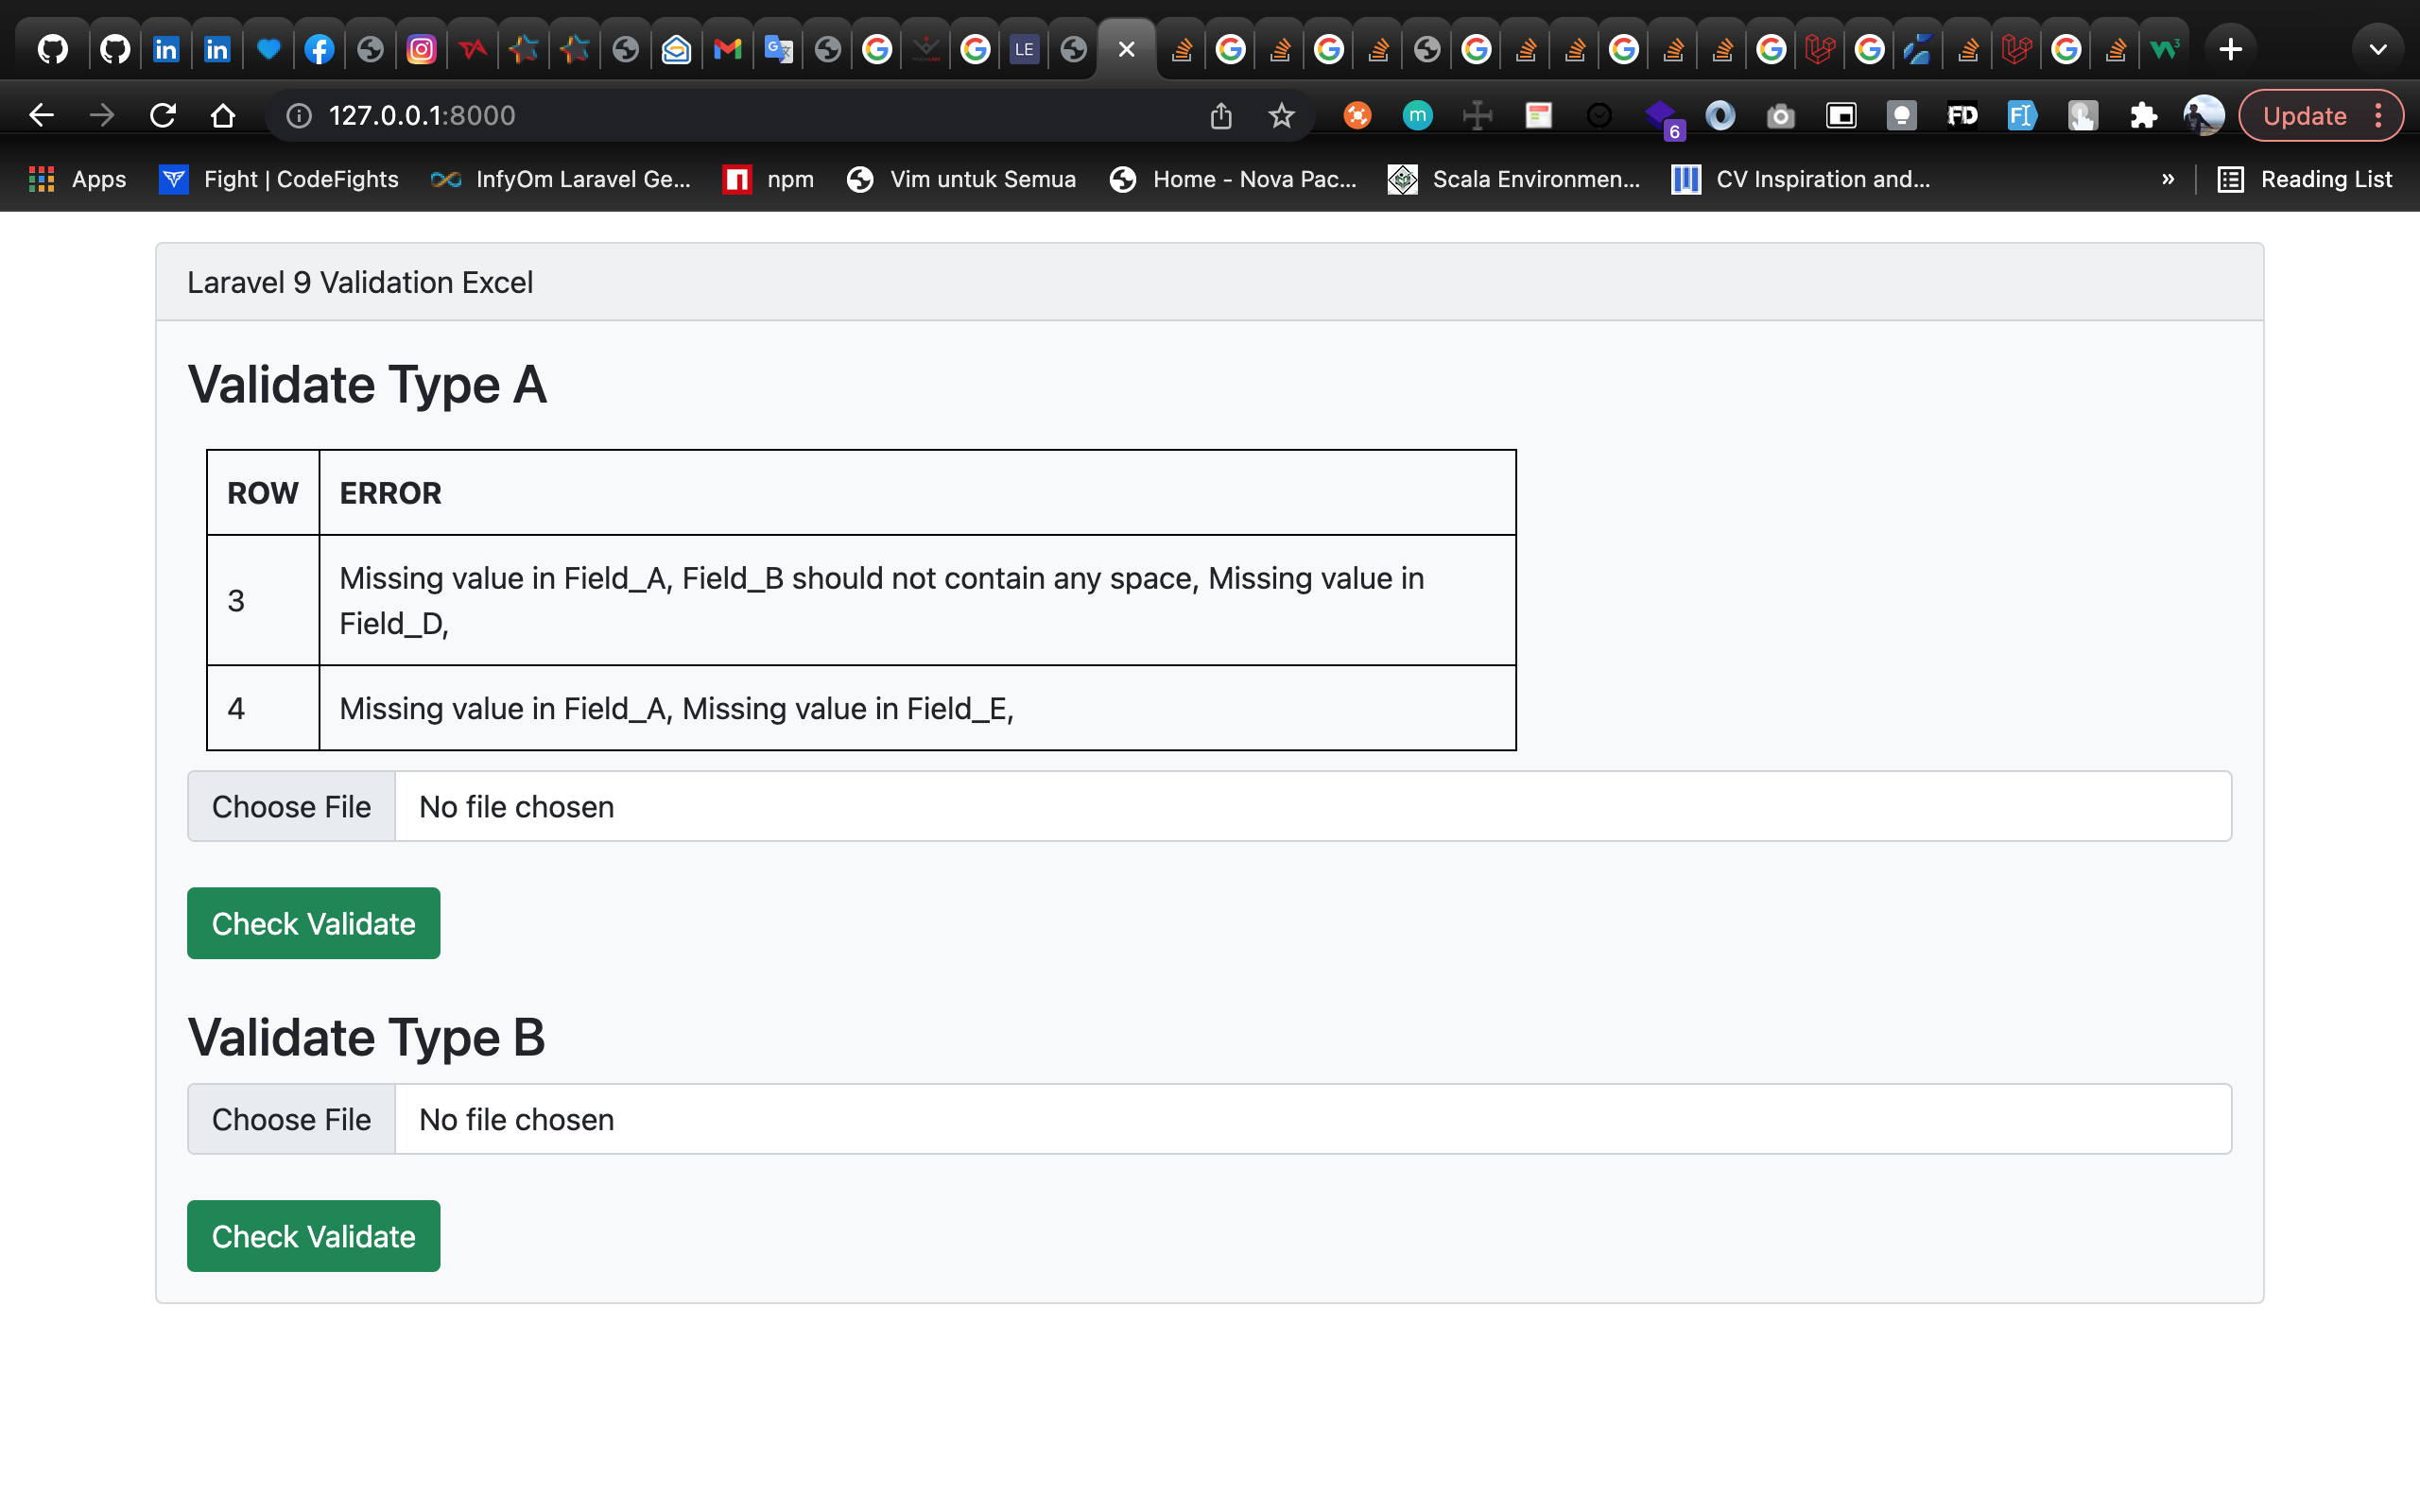 LE
127.0.0.1:8000
m
6
FD
Update
Apps
Fight | CodeFights
InfyOm Laravel Ge...
npm
Vim untuk Semua
Home - Nova Pac...
Scala Environmen...
CV Inspiration and...
»
Reading List
Laravel 9 Validation Excel
Validate Type A
ROW ERROR
3 Missing value in Field_A, Field_B should not contain any space, Missing value in
Field_D,
4 Missing value in Field_A, Missing value in Field_E,
Choose File No file chosen
Check Validate
Validate Type B
Choose File No file chosen
Check Validate